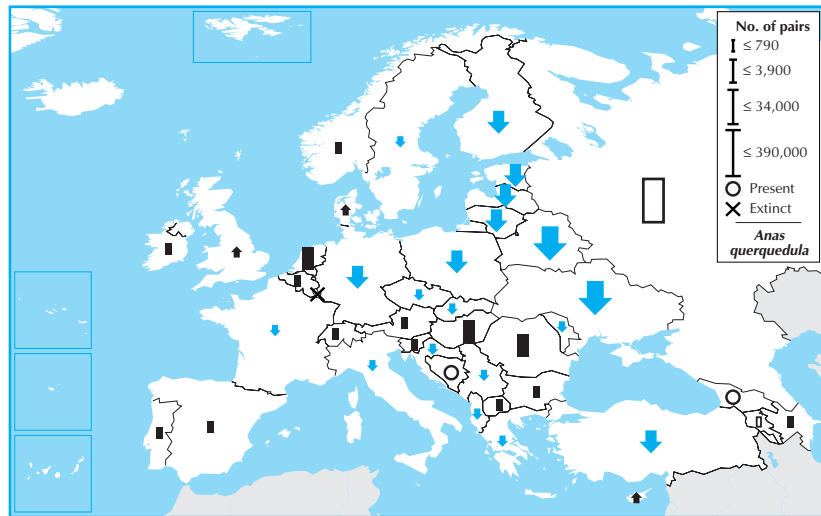 No. of pairs
≤ 790
≤ 3,900
≤ 34,000
≤ 390,000
Present
Extinct
Anas
querquedula